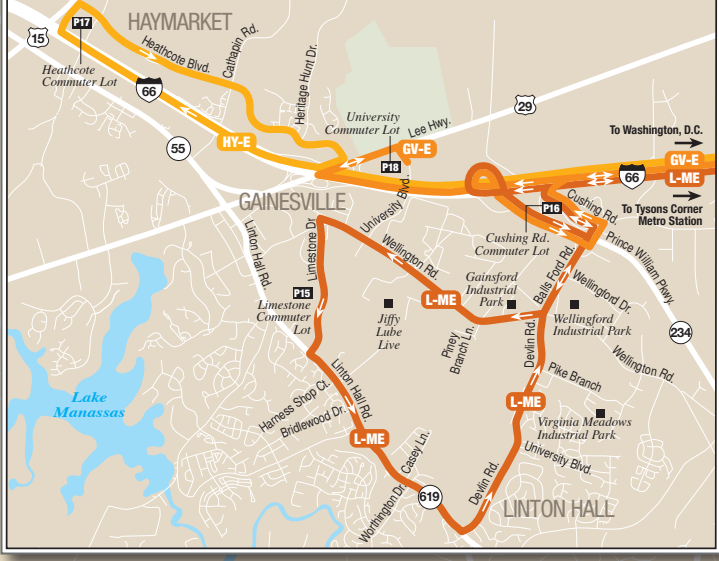 P17
HAYMARKET
15
Heathcote
Commuter Lot
Heathcote Blvd.
Cathapin Rd.
Heritage Hunt Dr.
66
29
University
Commuter Lot
Lee Hwy.
To Washington, D.C.
55
HY-E
GV-E
P18
GV-E
66
L-ME
GAINESVILLE
University Blvd.
P16
Cushing Rd.
To Tysons Corner
Metro Station
Linton Hall Rd.
Limestone Dr
Wellington Rd.
Cushing Rd.
Commuter Lot
Prince William Pkwy.
Balls Ford Rd.
P15
Limestone
Commuter
Lot
L-ME
Gainsford
Industrial
Park
Wellingford Dr.
Jiffy
Lube
Live
Piney
Branch Ln.
Devlin Rd.
Wellingford
Industrial Park
234
Wellington Rd.
Linton Hall Rd.
Pike Branch
Lake
Manassas
Harness Shop Ct.
Bridlewood Dr.
L-ME
L-ME
Casey Ln.
Virginia Meadows
Industrial Park
University Blvd.
Worthington Dr.
619
Devlin Rd.
LINTON HALL